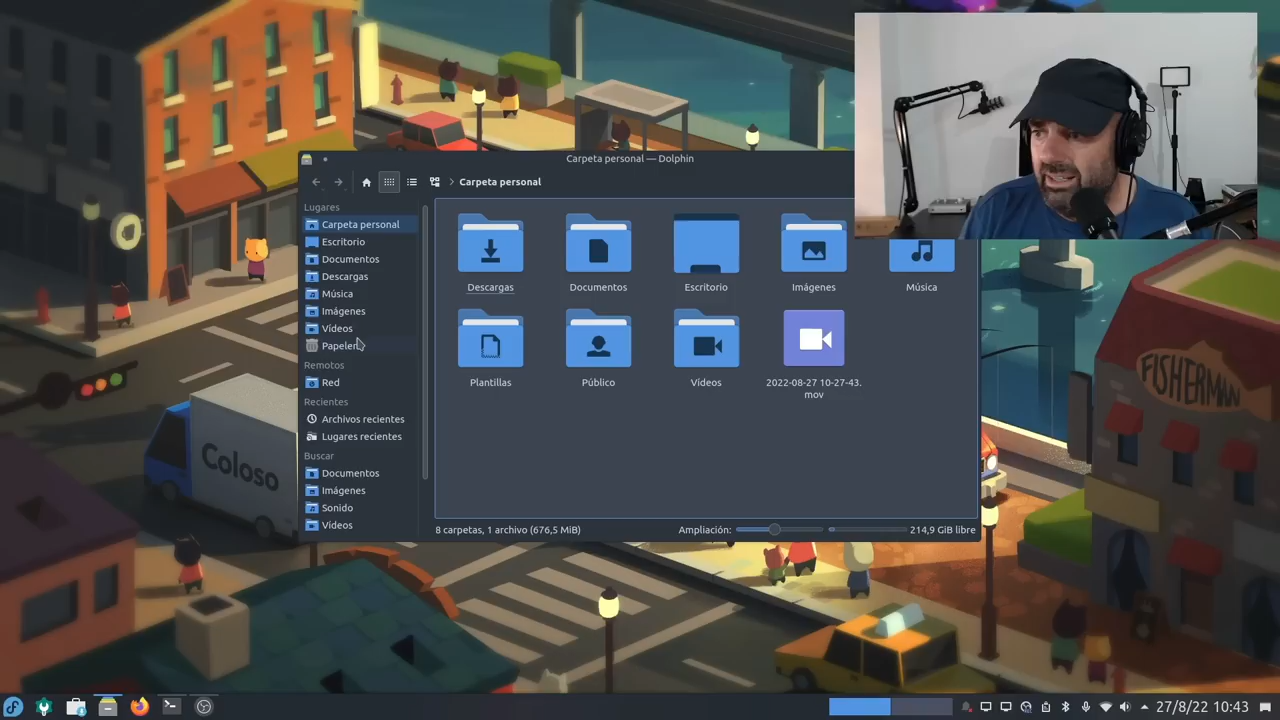 Carpeta personal — Dolphin
Carpeta personal
Lugares
Carpeta personal
Escritorio
Documentos
Descargas
Música
Imágenes
Vídeos
Remotos
Red
Recientes
Archivos recientes
Lugares recientes
Buscar
Documentos
Imágenes
Sonido
Vídeos
Descargas
Documentos
Escritorio
Imágenes
Música
Plantillas
Público
Vídeos
2022-08-27 10-27-43.
mov
8 carpetas, 1 archivo (676,5 MiB)
Ampliación:
214,9 GiB libre
Coloso
FISHERMAN
27/8/22 10:43